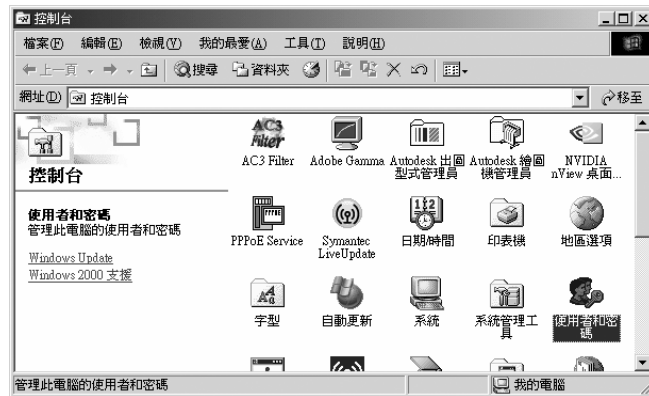 控制台
檔案(F) 編輯(E) 檢視(V) 我的最愛(A) 工具(T) 說明(H)
上一頁 搜尋 資料夾
網址(D) 控制台 移至
控制台
使用者和密碼
管理此電腦的使用者和密碼
Windows Update
Windows 2000 支援
AC3 Filter
AC3 Filter Adobe Gamma Autodesk 出圖型式管理員 Autodesk 繪圖機管理員 NVIDIA nView 桌面...
PPPoE Service Symantec LiveUpdate 日期/時間 印表機 地區選項
字型 自動更新 系統 系統管理工具 使用者和密碼
管理此電腦的使用者和密碼 我的電腦